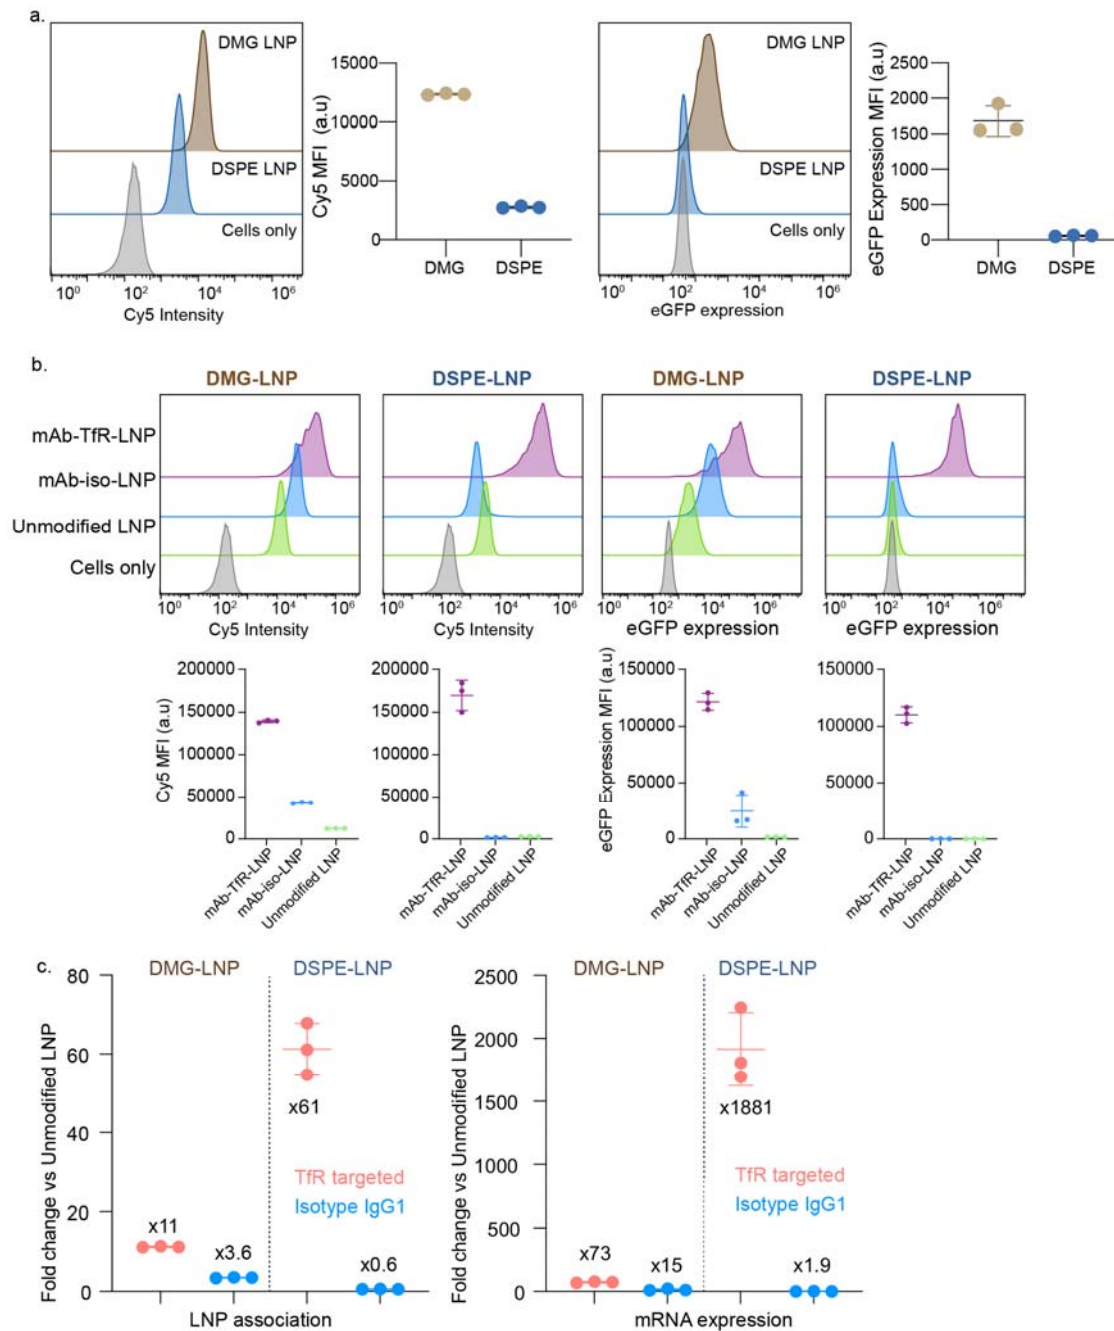 a.
DMG LNP
DSPE LNP
Cells only
10⁰ 10² 10⁴ 10⁶
Cy5 Intensity
Cy5 MFI (a.u)
15000
10000
5000
0
DMG DSPE
DMG LNP
DSPE LNP
Cells only
10⁰ 10² 10⁴ 10⁶
eGFP expression
eGFP Expression MFI (a.u)
2500
2000
1500
1000
500
0
DMG DSPE
b.
DMG-LNP DSPE-LNP DMG-LNP DSPE-LNP
mAb-TfR-LNP
mAb-iso-LNP
Unmodified LNP
Cells only
10⁰ 10² 10⁴ 10⁶ 10⁰ 10² 10⁴ 10⁶ 10⁰ 10² 10⁴ 10⁶ 10⁰ 10² 10⁴ 10⁶
Cy5 Intensity Cy5 Intensity eGFP expression eGFP expression
Cy5 MFI (a.u)
200000
150000
100000
50000
0
mAb-TfR-LNP
mAb-iso-LNP
Unmodified LNP
200000
150000
100000
50000
0
mAb-TfR-LNP
mAb-iso-LNP
Unmodified LNP
eGFP Expression MFI (a.u)
150000
100000
50000
0
mAb-TfR-LNP
mAb-iso-LNP
Unmodified LNP
150000
100000
50000
0
mAb-TfR-LNP
mAb-iso-LNP
Unmodified LNP
c.
DMG-LNP DSPE-LNP
Fold change vs Unmodified LNP
80
60
40
20
0
x11
x3.6
x61
x0.6
TfR targeted
Isotype IgG1
LNP association
DMG-LNP DSPE-LNP
Fold change vs Unmodified LNP
2500
2000
1500
1000
500
0
x73
x15
x1881
x1.9
TfR targeted
Isotype IgG1
mRNA expression